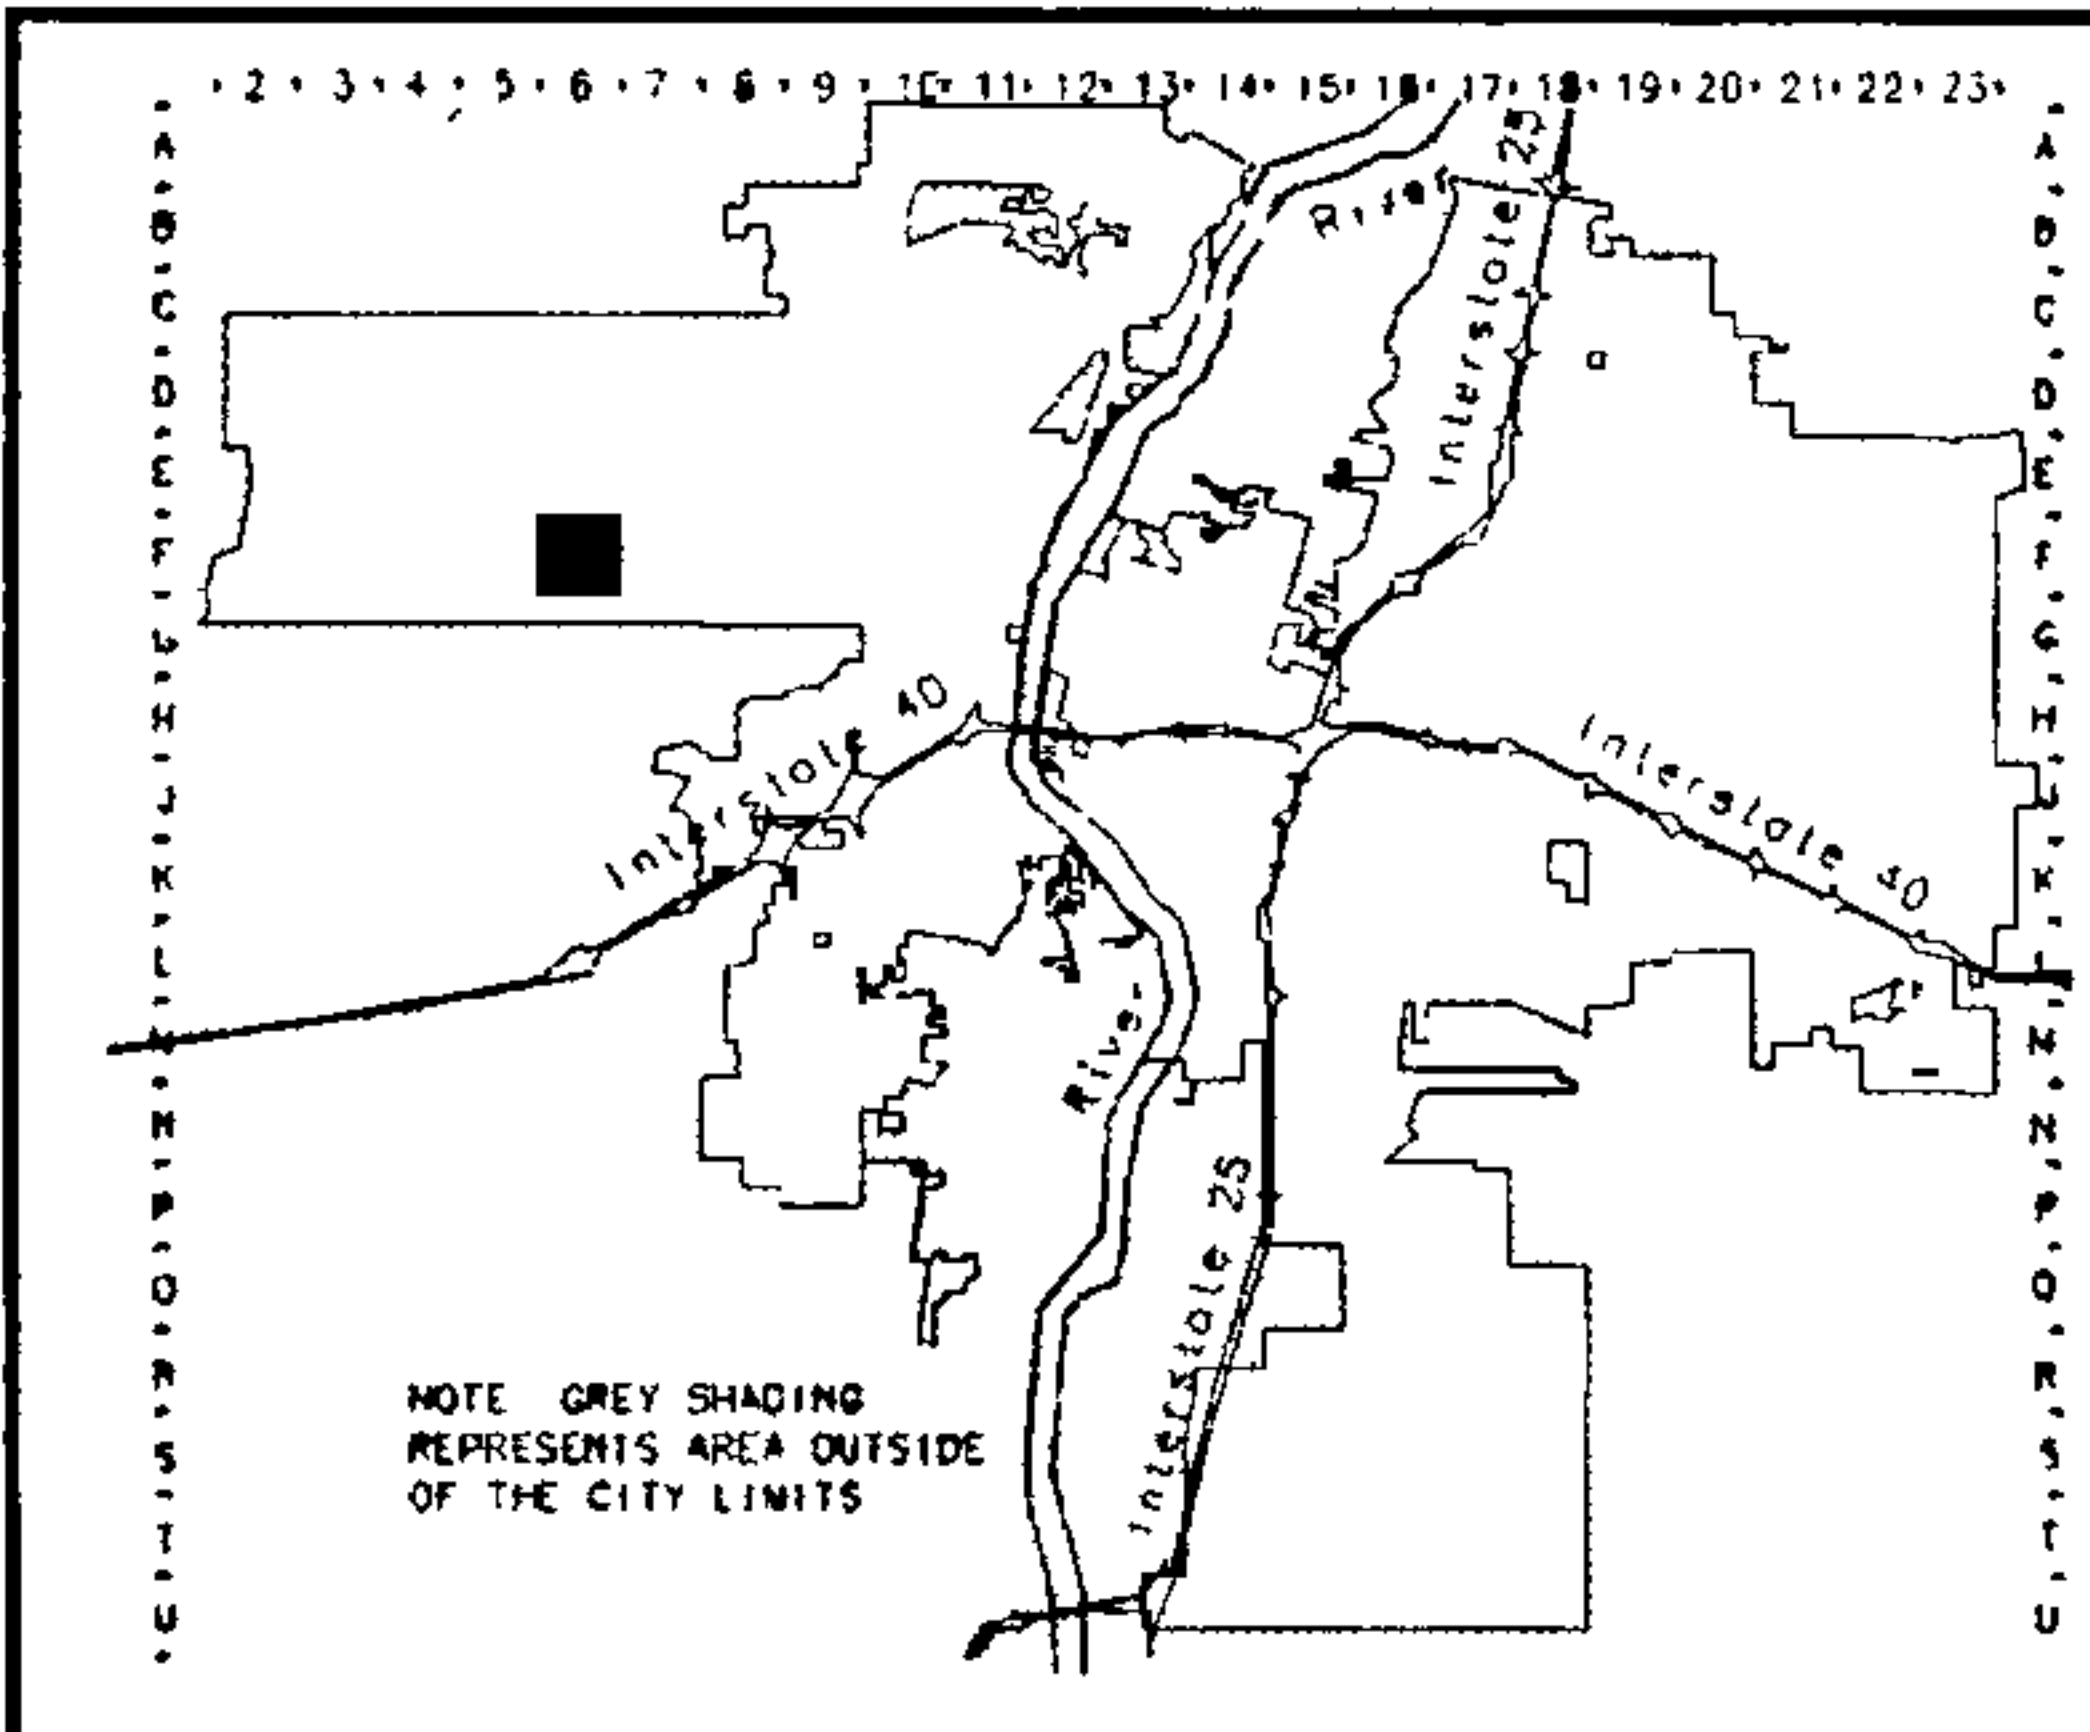 2 3 4 5 6 7 8 9 10 11 12 13 14 15 16 17 18 19 20 21 22 23
A A
B B
C C
D D
E E
F F
G G
H H
J J
K K
L L
M M
N N
P P
Q Q
R R
S S
T T
U U
River
Interstate 25
Interstate 40
Interstate 40
River
Interstate 25
NOTE GREY SHADING
REPRESENTS AREA OUTSIDE
OF THE CITY LIMITS